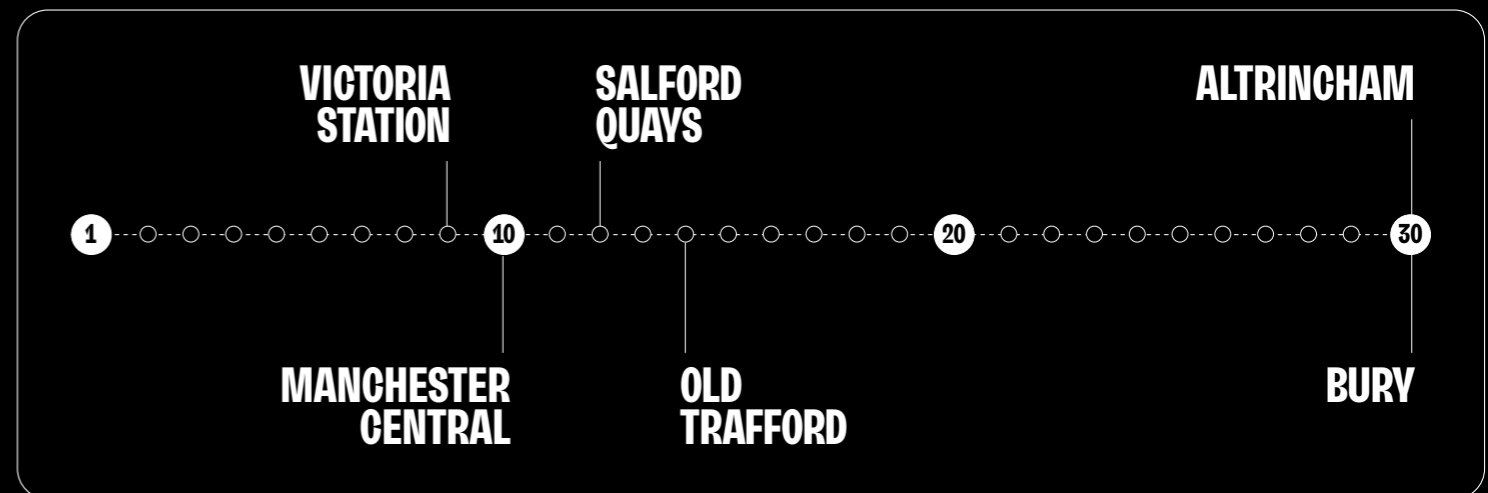 VICTORIA
STATION
SALFORD
QUAYS
ALTRINCHAM
1
10
20
30
MANCHESTER
CENTRAL
OLD
TRAFFORD
BURY